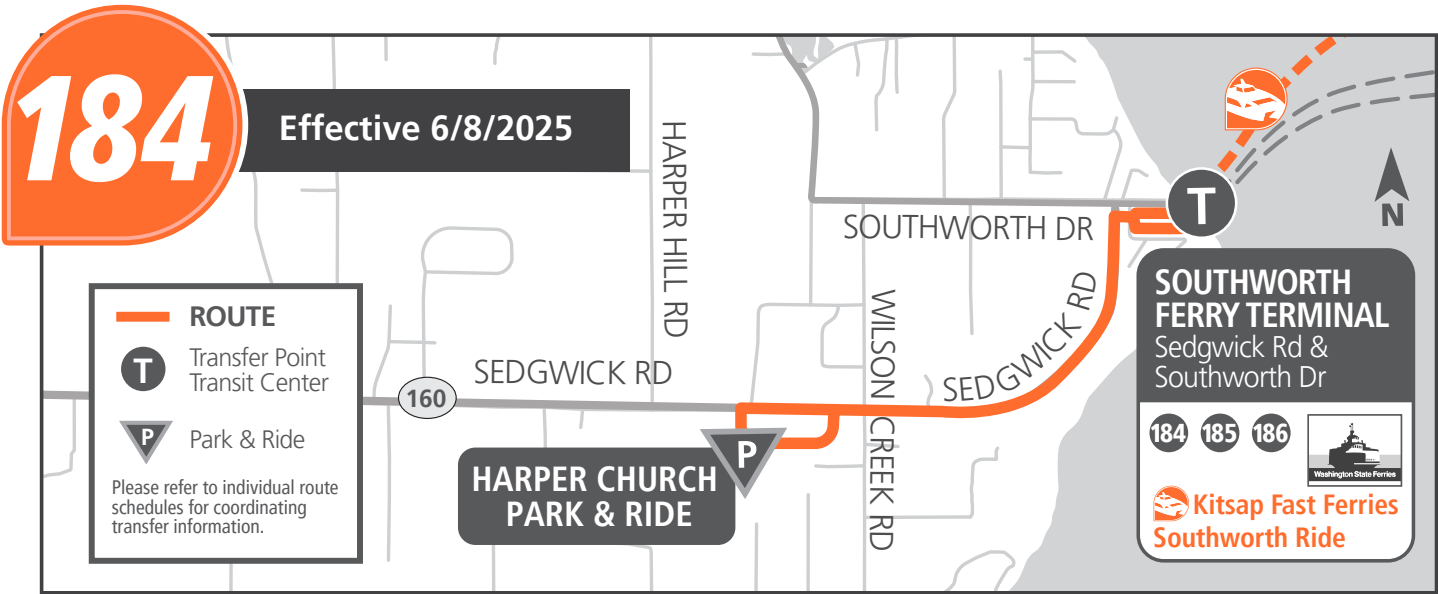 184
Effective 6/8/2025
HARPER HILL RD
SOUTHWORTH DR
T
N
ROUTE
T
Transfer Point
Transit Center
P
Park & Ride
Please refer to individual route
schedules for coordinating
transfer information.
160
SEDGWICK RD
SEDGWICK RD
WILSON CREEK RD
P
HARPER CHURCH
PARK & RIDE
SOUTHWORTH
FERRY TERMINAL
Sedgwick Rd &
Southworth Dr
184 185 186
Washington State Ferries
Kitsap Fast Ferries
Southworth Ride